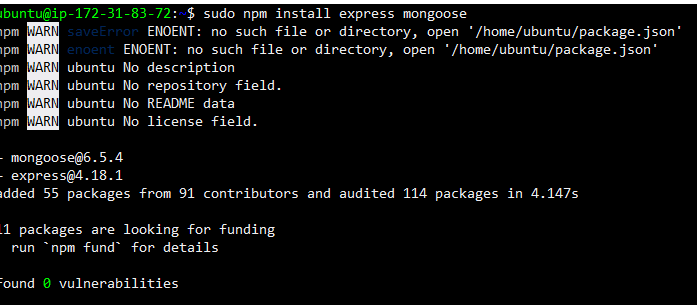 ubuntu@ip-172-31-83-72:~$ sudo npm install express mongoose
npm WARN saveError ENOENT: no such file or directory, open '/home/ubuntu/package.json'
npm WARN enoent ENOENT: no such file or directory, open '/home/ubuntu/package.json'
npm WARN ubuntu No description
npm WARN ubuntu No repository field.
npm WARN ubuntu No README data
npm WARN ubuntu No license field.
+ mongoose@6.5.4
+ express@4.18.1
added 55 packages from 91 contributors and audited 114 packages in 4.147s
11 packages are looking for funding
run `npm fund` for details
found 0 vulnerabilities